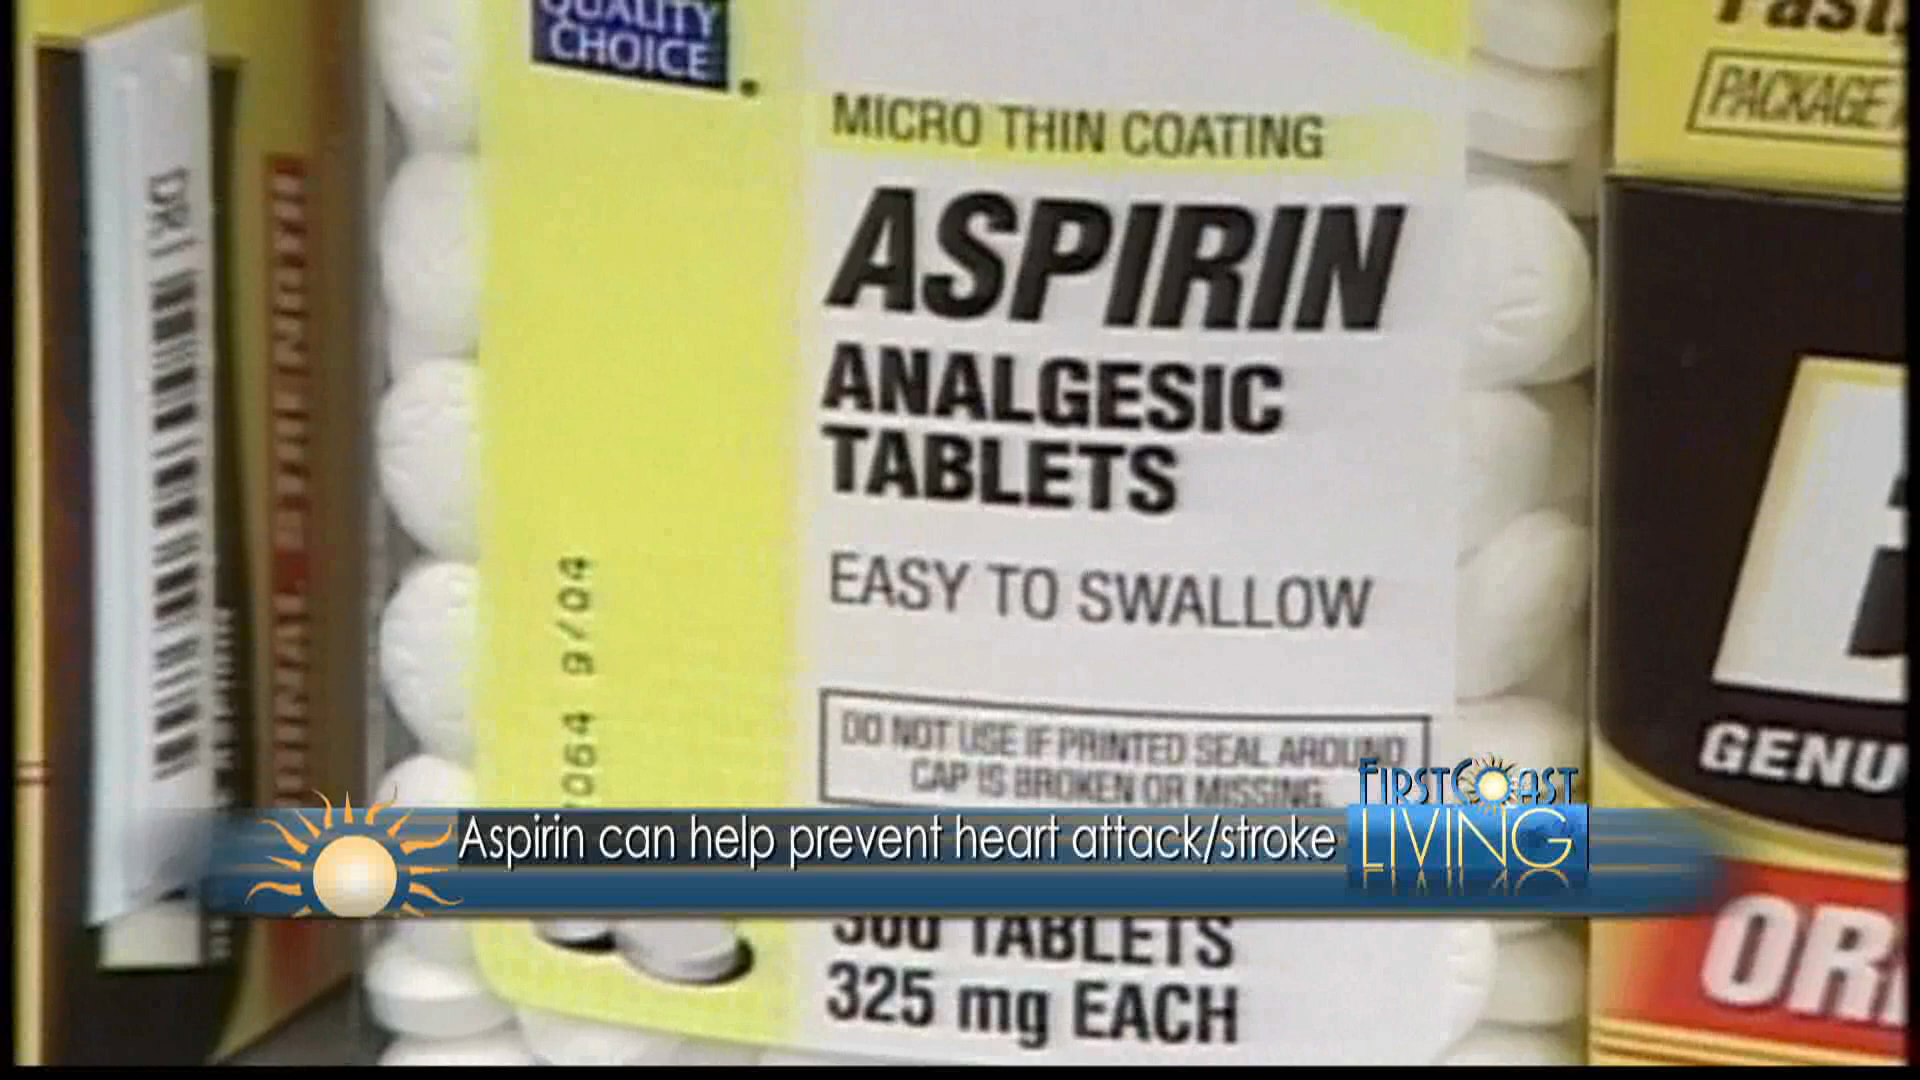 QUALITY
CHOICE
MICRO THIN COATING
ASPIRIN
ANALGESIC
TABLETS
EASY TO SWALLOW
DO NOT USE IF PRINTED SEAL AROUND
CAP IS BROKEN OR MISSING.
9/04
Aspirin can help prevent heart attack/stroke
FIRST COAST
LIVING
300 TABLETS
325 mg EACH
PACKAGE
GENU
OR